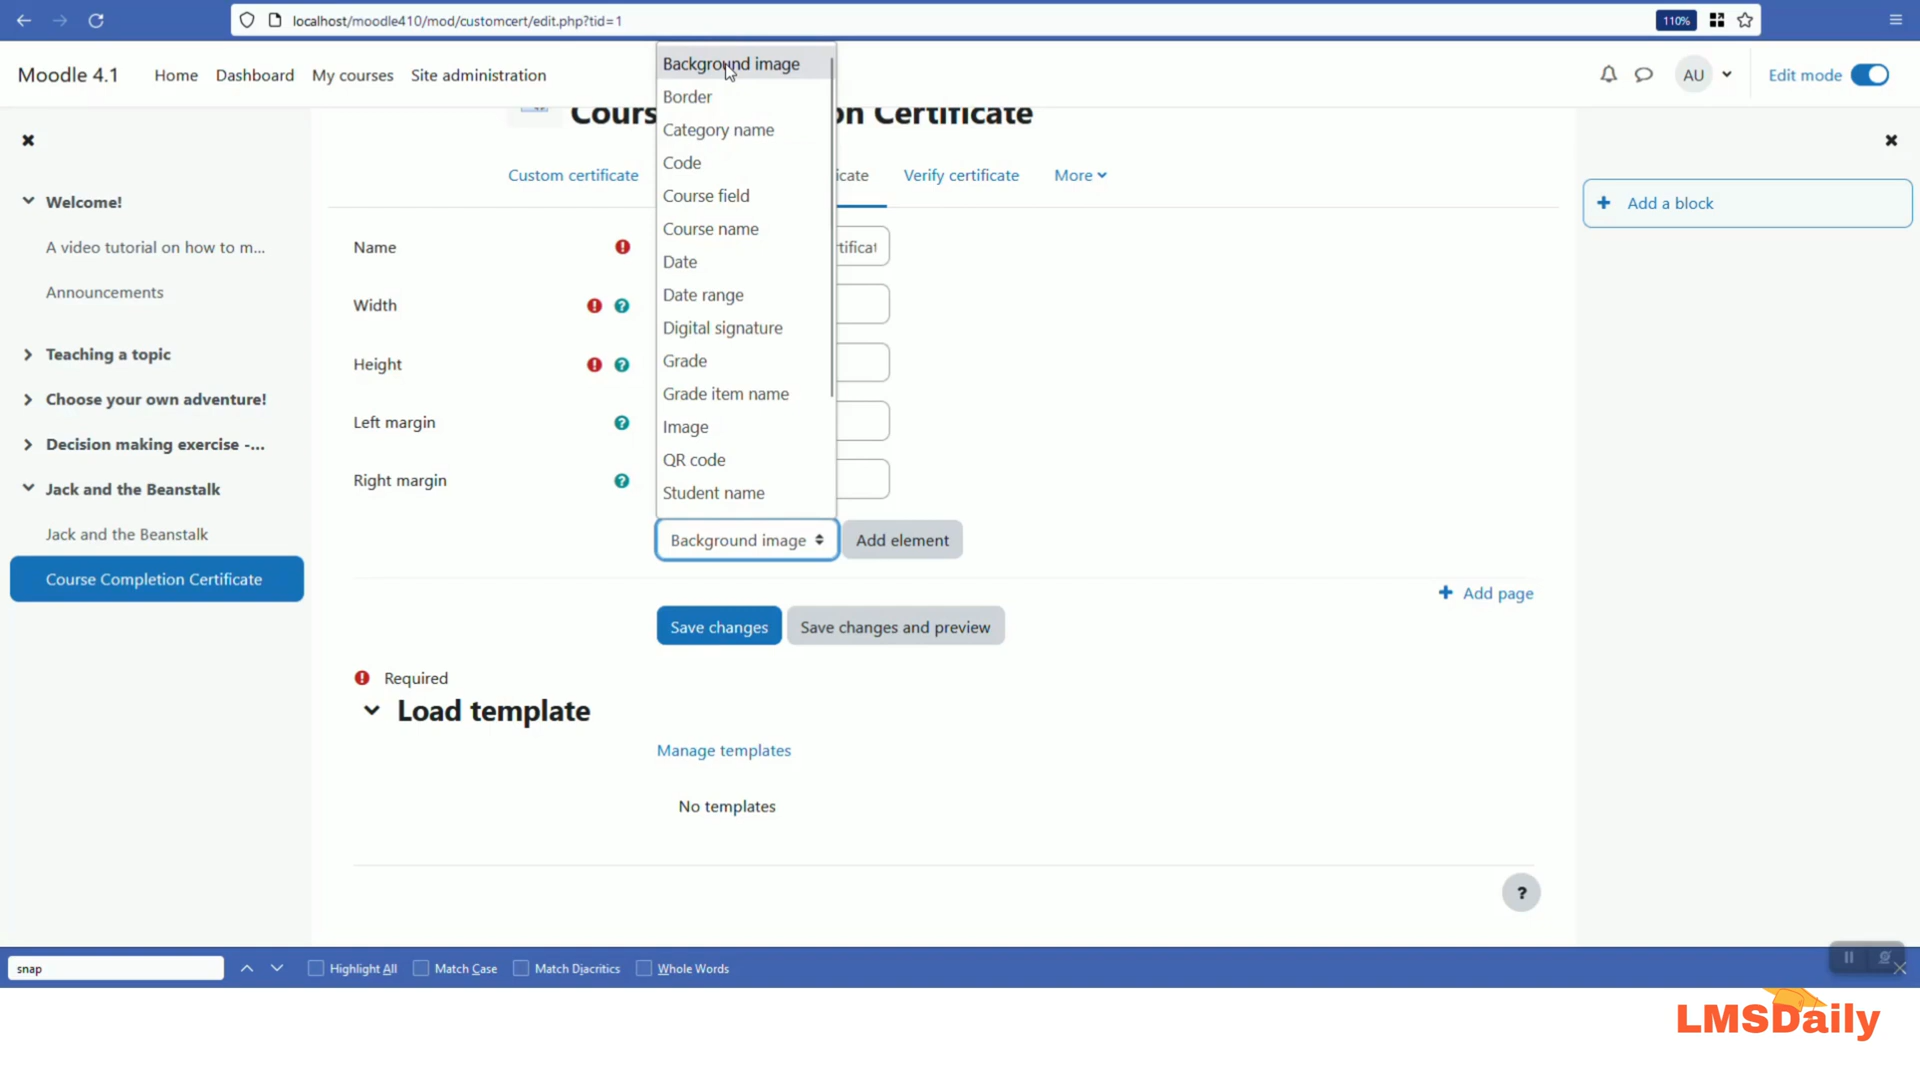 localhost/moodle410/mod/customcert/edit.php?tid=1
110%
Moodle 4.1
Home
Dashboard
My courses
Site administration
AU
Edit mode
Background image
Border
Category name
Code
Course field
Course name
Date
Date range
Digital signature
Grade
Grade item name
Image
QR code
Student name
Cours
on Certificate
Custom certificate
icate
Verify certificate
More
Welcome!
A video tutorial on how to m...
Announcements
Teaching a topic
Choose your own adventure!
Decision making exercise -...
Jack and the Beanstalk
Jack and the Beanstalk
Course Completion Certificate
Add a block
Name
rtificat
Width
Height
Left margin
Right margin
Background image
Add element
Add page
Save changes
Save changes and preview
Required
Load template
Manage templates
No templates
?
snap
Highlight All
Match Case
Match Diacritics
Whole Words
LMSDaily